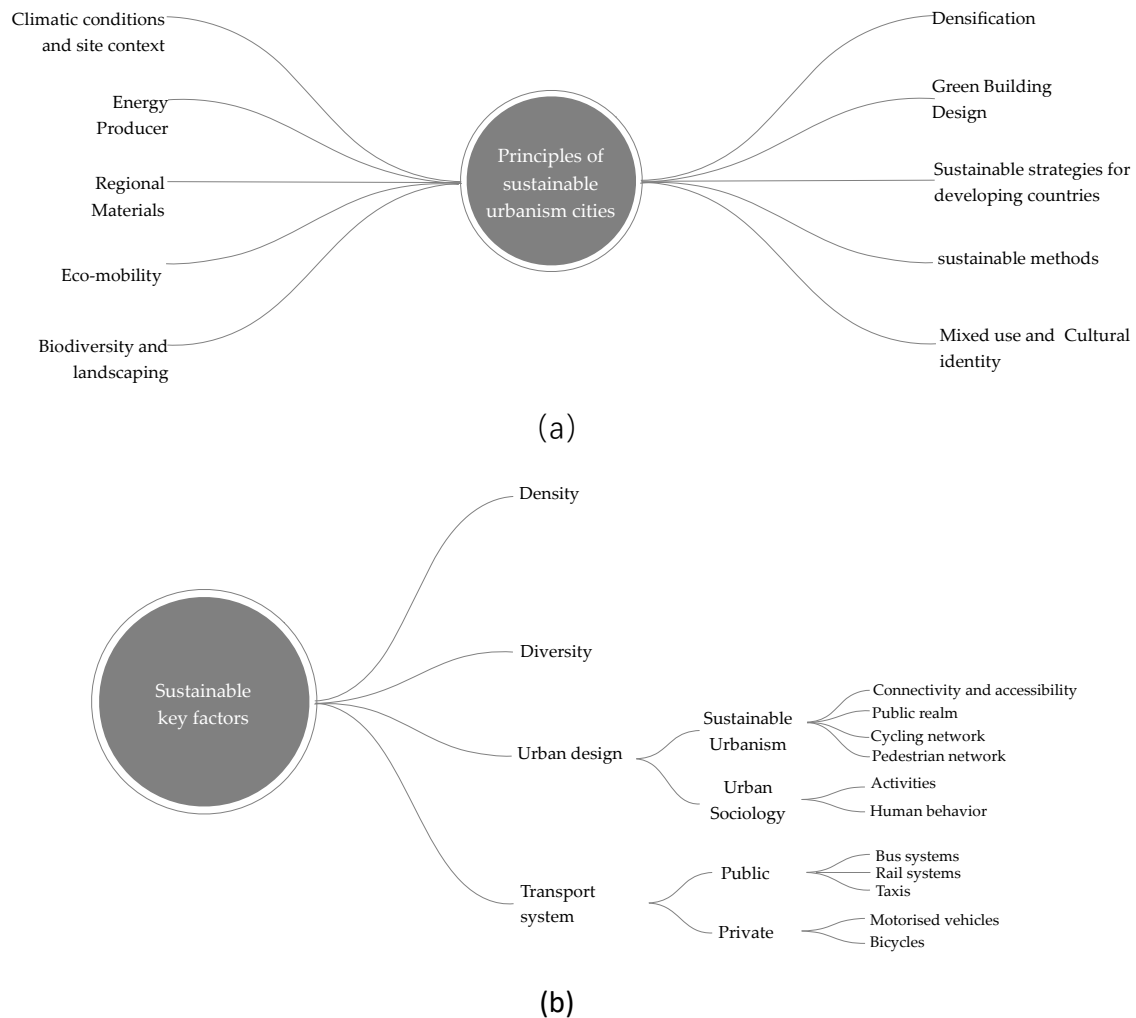 Climatic conditions
and site context
Energy
Producer
Regional
Materials
Eco-mobility
Biodiversity and
landscaping
Principles of
sustainable
urbanism cities
Densification
Green Building
Design
Sustainable strategies for
developing countries
sustainable methods
Mixed use and Cultural
identity
(a)
Sustainable
key factors
Density
Diversity
Urban design
Sustainable
Urbanism
Connectivity and accessibility
Public realm
Cycling network
Pedestrian network
Urban
Sociology
Activities
Human behavior
Transport
system
Public
Bus systems
Rail systems
Taxis
Private
Motorised vehicles
Bicycles
(b)